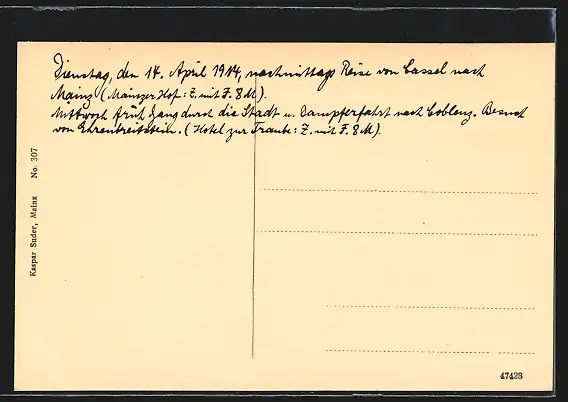 Dienstag, den 14. April 1914, nachmittags Reise von Cassel nach
Mainz (Mainzer Hof: Z. mit F. 8 M).
Mittwoch früh Gang durch die Stadt u. Dampferfahrt nach Coblenz. Besuch
von Ehrenbreitstein. (Hotel zur Traube: Z. mit F. 8 M).
Kaspar Suder, Mainz No. 307
47423